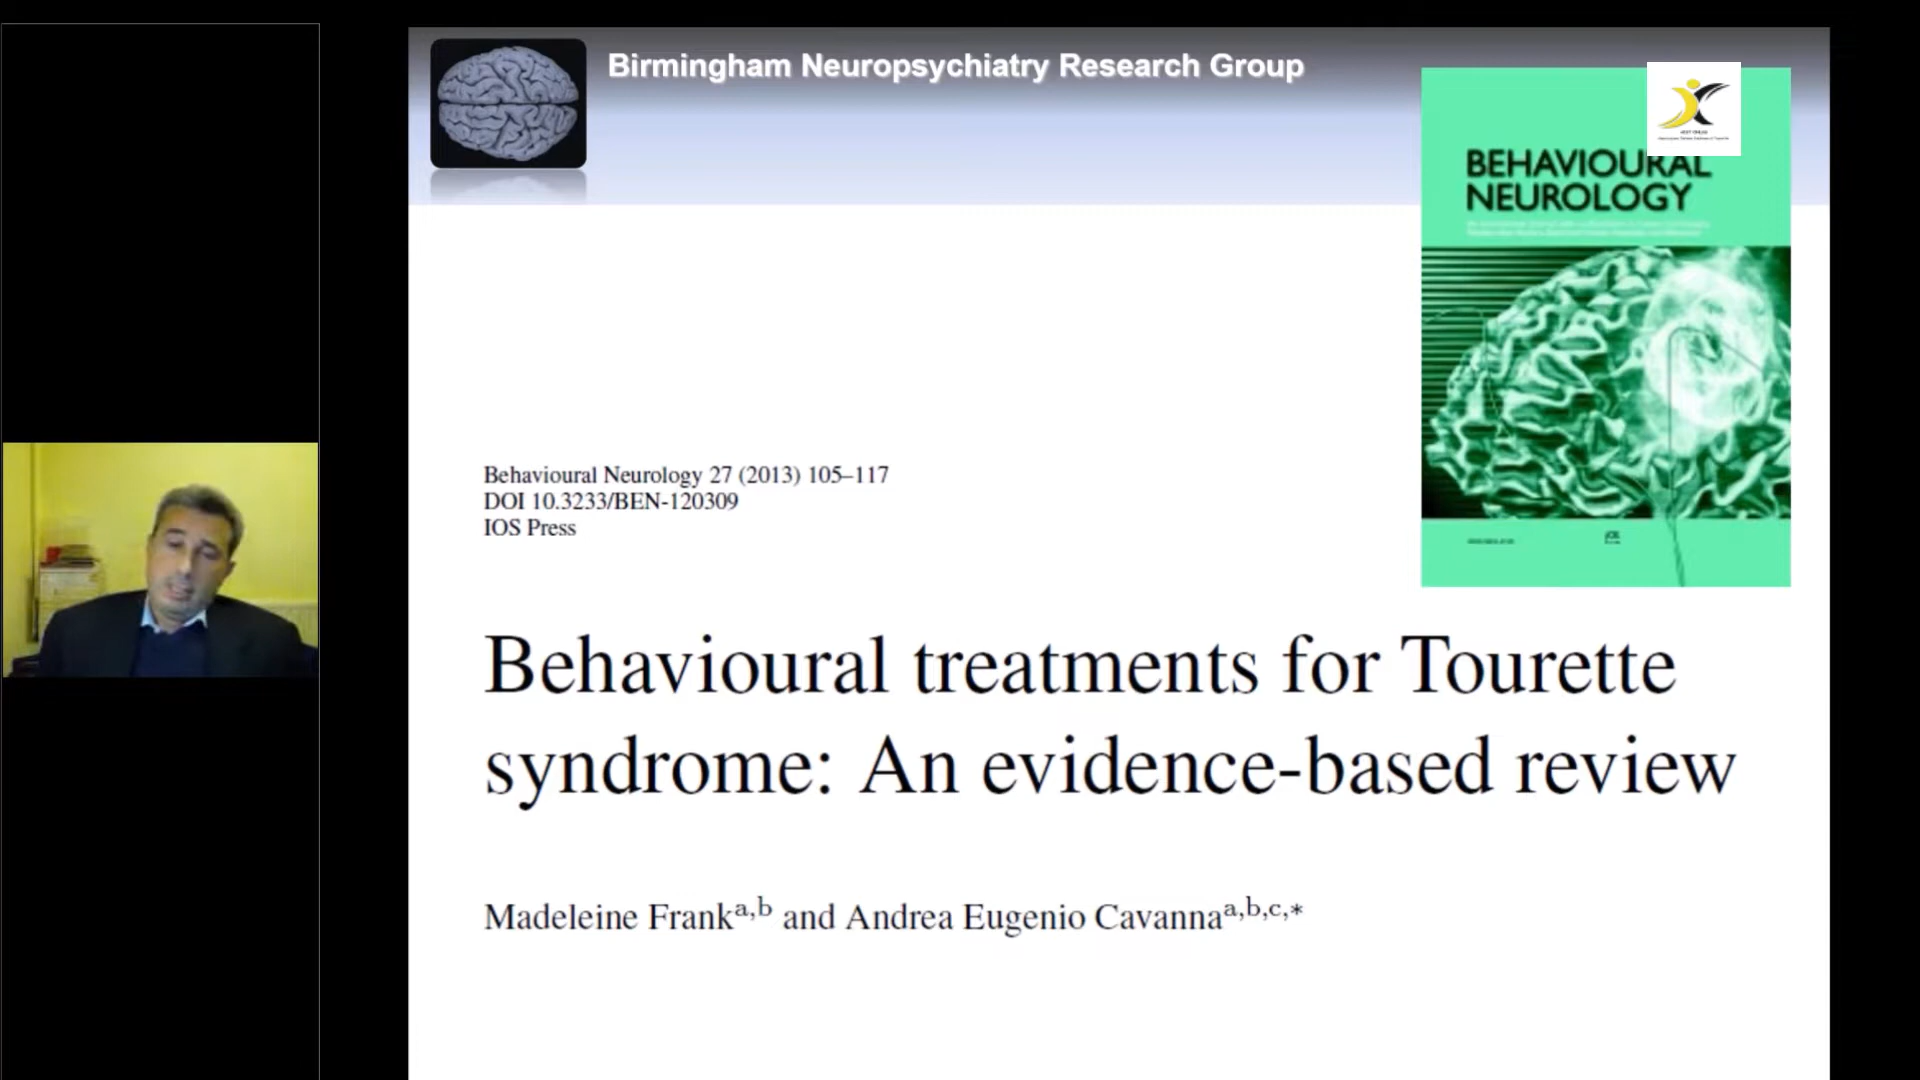 Birmingham Neuropsychiatry Research Group
BEHAVIOURAL
NEUROLOGY
Behavioural Neurology 27 (2013) 105–117
DOI 10.3233/BEN-120309
IOS Press
Behavioural treatments for Tourette
syndrome: An evidence-based review
Madeleine Frankᵃ,ᵇ and Andrea Eugenio Cavannaᵃ,ᵇ,ᶜ,*